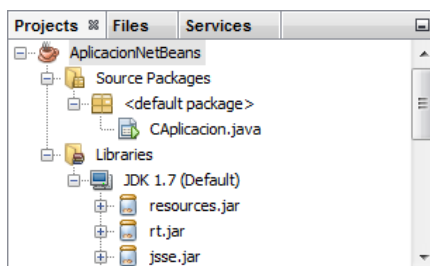 Projects Files Services
AplicacionNetBeans
Source Packages
<default package>
CAplicacion.java
Libraries
JDK 1.7 (Default)
resources.jar
rt.jar
jsse.jar